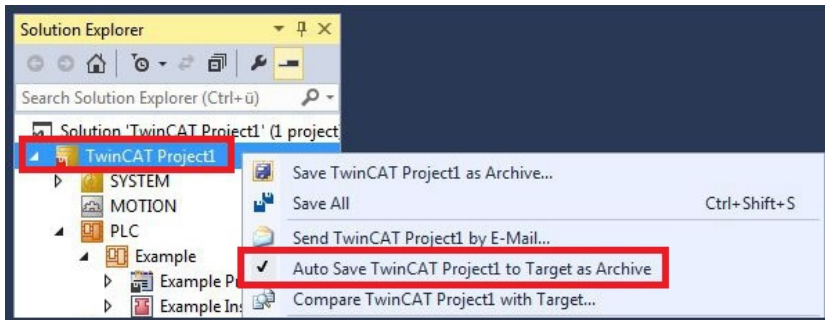 Solution Explorer
Search Solution Explorer (Ctrl+ü)
Solution 'TwinCAT Project1' (1 project
TwinCAT Project1
SYSTEM
MOTION
PLC
Example
Example
Example
Save TwinCAT Project1 as Archive...
Save All Ctrl+Shift+S
Send TwinCAT Project1 by E-Mail...
Auto Save TwinCAT Project1 to Target as Archive
Compare TwinCAT Project1 with Target...